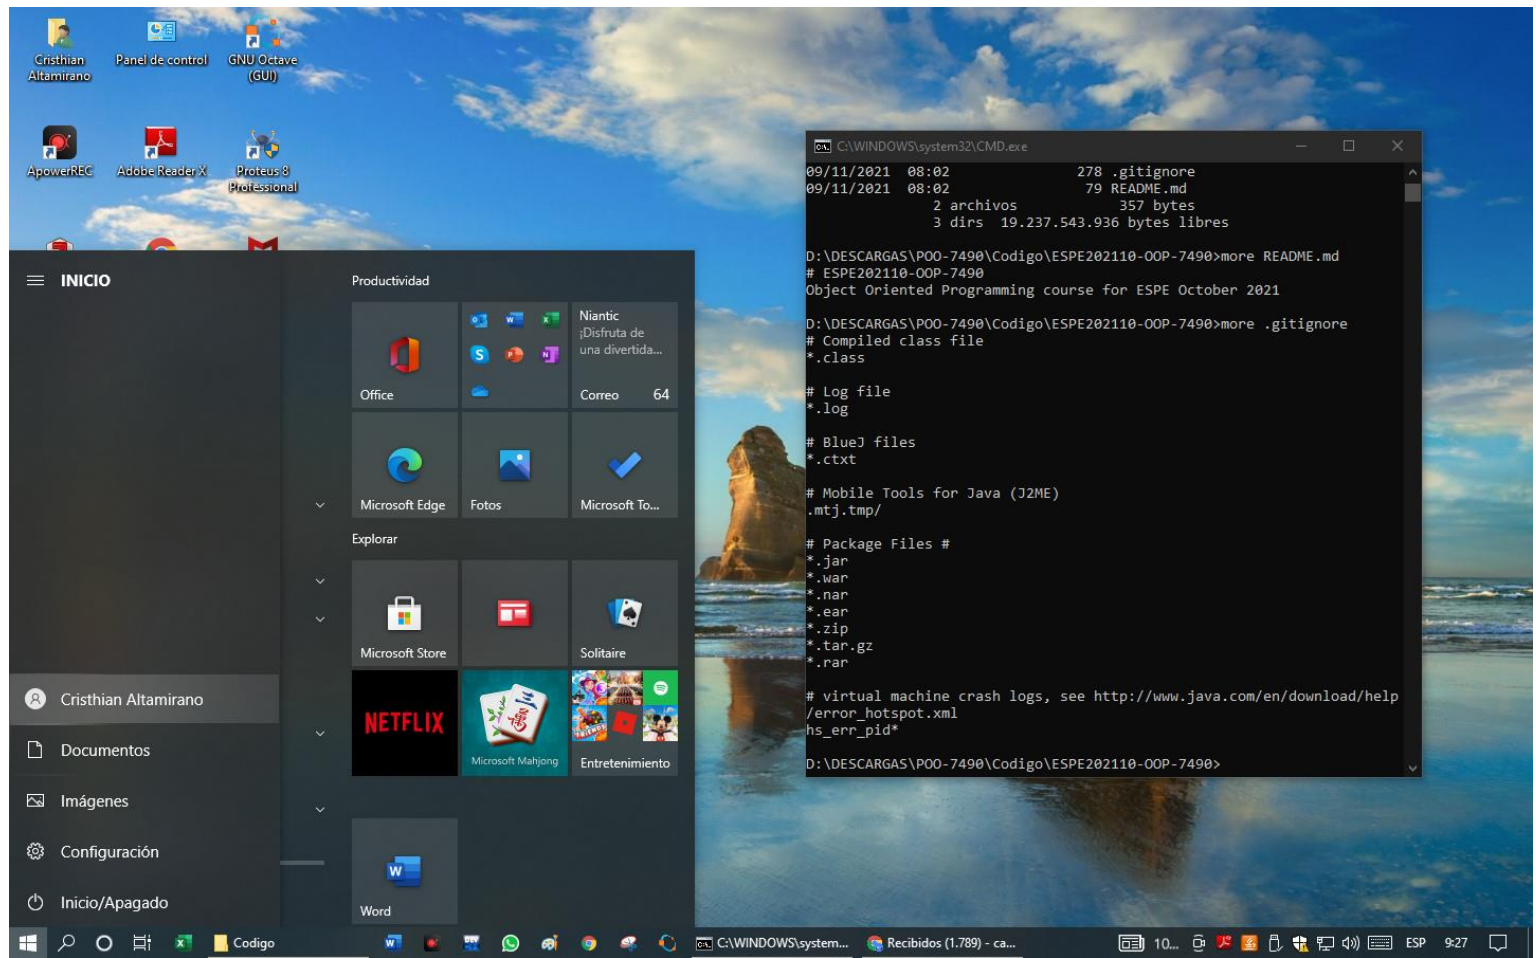 Cristhian
Altamirano
Panel de control
GNU Octave
(GUI)
ApowerREC
Adobe Reader X
Proteus 8
Professional
INICIO
Cristhian Altamirano
Documentos
Imágenes
Configuración
Inicio/Apagado
Productividad
Office
Niantic
¡Disfruta de
una divertida...
Correo 64
Microsoft Edge
Fotos
Microsoft To...
Explorar
Microsoft Store
Solitaire
NETFLIX
Microsoft Mahjong
Entretenimiento
Word
C:\WINDOWS\system32\CMD.exe
09/11/2021 08:02 278 .gitignore
09/11/2021 08:02 79 README.md
2 archivos 357 bytes
3 dirs 19.237.543.936 bytes libres
D:\DESCARGAS\POO-7490\Codigo\ESPE202110-OOP-7490>more README.md
# ESPE202110-OOP-7490
Object Oriented Programming course for ESPE October 2021
D:\DESCARGAS\POO-7490\Codigo\ESPE202110-OOP-7490>more .gitignore
# Compiled class file
*.class
# Log file
*.log
# BlueJ files
*.ctxt
# Mobile Tools for Java (J2ME)
.mtj.tmp/
# Package Files #
*.jar
*.war
*.nar
*.ear
*.zip
*.tar.gz
*.rar
# virtual machine crash logs, see http://www.java.com/en/download/help
/error_hotspot.xml
hs_err_pid*
D:\DESCARGAS\POO-7490\Codigo\ESPE202110-OOP-7490>
Codigo
C:\WINDOWS\system...
Recibidos (1.789) - ca...
10...
ESP
9:27